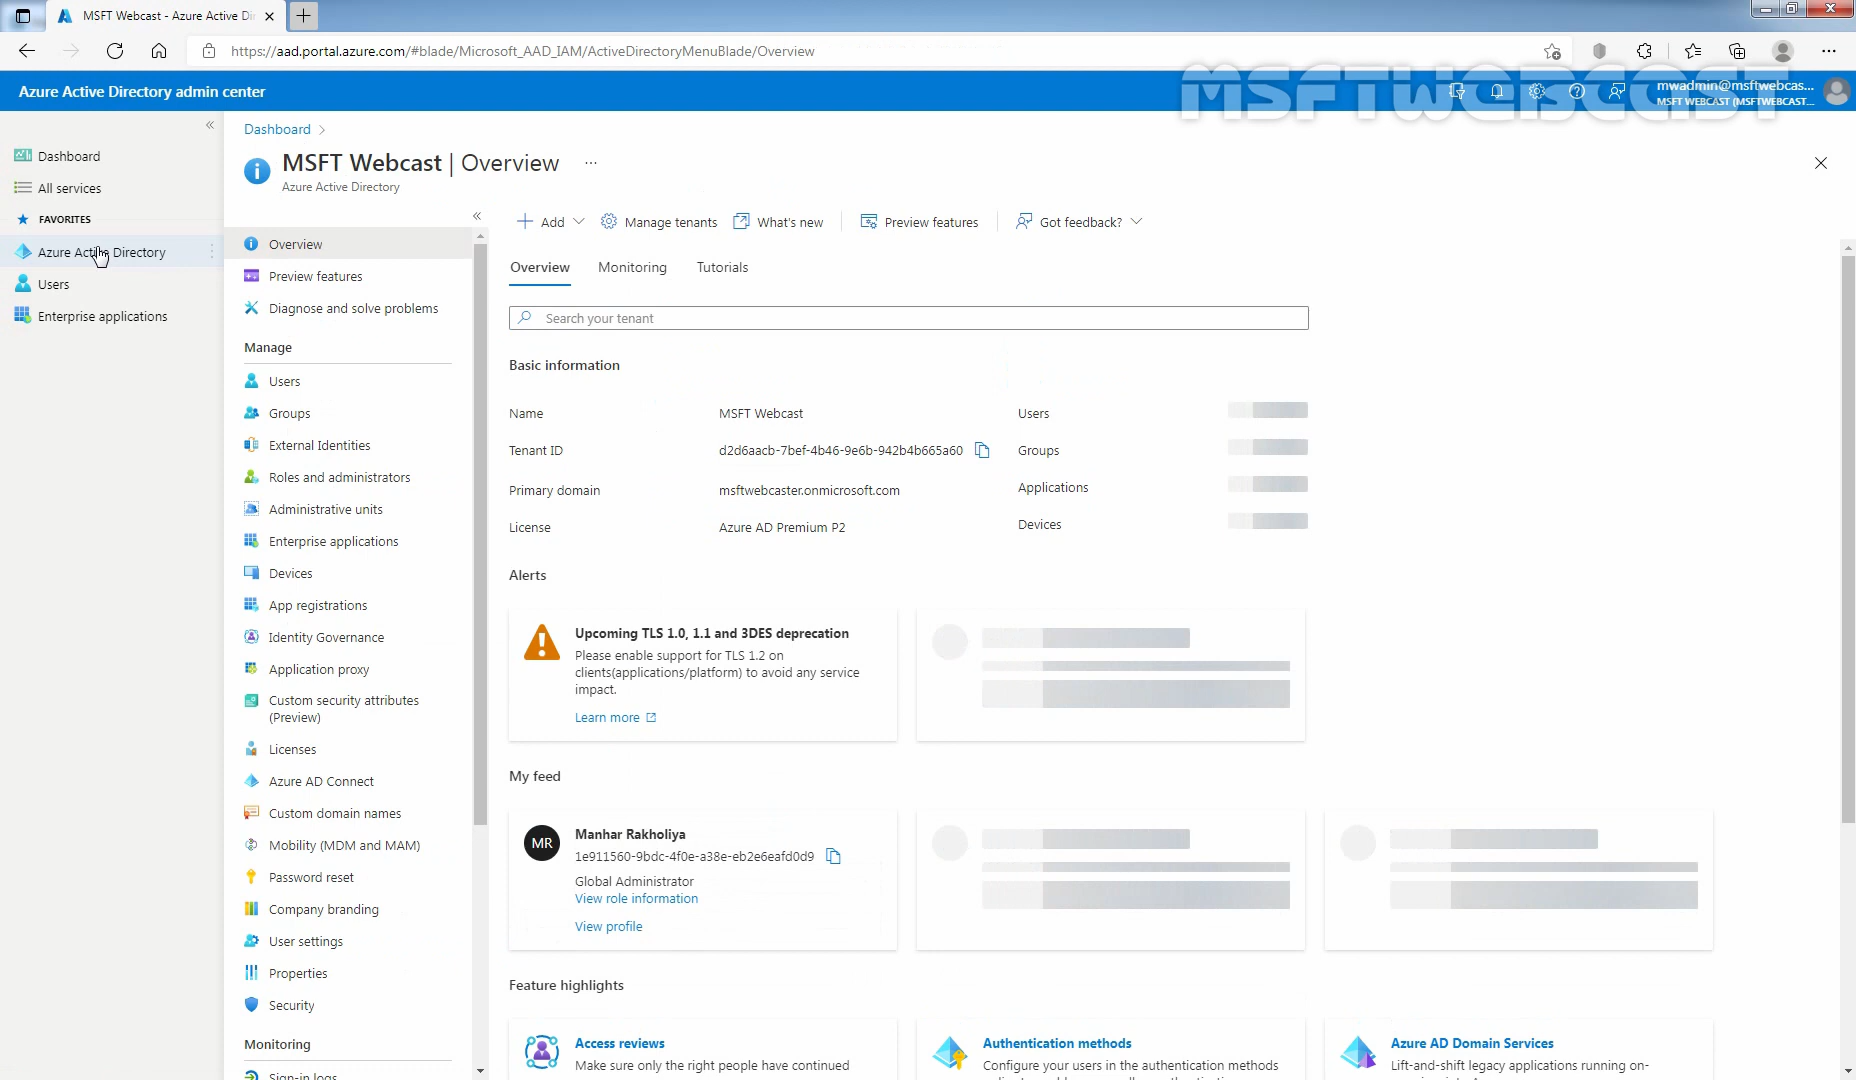 MSFT Webcast - Azure Active Di
https://aad.portal.azure.com/#blade/Microsoft_AAD_IAM/ActiveDirectoryMenuBlade/Overview
Azure Active Directory admin center
MSFTWEBCAST
mwadmin@msftwebcas...
MSFT WEBCAST (MSFTWEBCAST....
Dashboard
All services
FAVORITES
Azure Active Directory
Users
Enterprise applications
Dashboard
MSFT Webcast | Overview ...
Azure Active Directory
Overview
Preview features
Diagnose and solve problems
Manage
Users
Groups
External Identities
Roles and administrators
Administrative units
Enterprise applications
Devices
App registrations
Identity Governance
Application proxy
Custom security attributes
(Preview)
Licenses
Azure AD Connect
Custom domain names
Mobility (MDM and MAM)
Password reset
Company branding
User settings
Properties
Security
Monitoring
Sign-in logs
Add
Manage tenants
What's new
Preview features
Got feedback?
Overview
Monitoring
Tutorials
Search your tenant
Basic information
Name MSFT Webcast Users
Tenant ID d2d6aacb-7bef-4b46-9e6b-942b4b665a60 Groups
Primary domain msftwebcaster.onmicrosoft.com Applications
License Azure AD Premium P2 Devices
Alerts
Upcoming TLS 1.0, 1.1 and 3DES deprecation
Please enable support for TLS 1.2 on
clients(applications/platform) to avoid any service
impact.
Learn more
My feed
MR
Manhar Rakholiya
1e911560-9bdc-4f0e-a38e-eb2e6eafd0d9
Global Administrator
View role information
View profile
Feature highlights
Access reviews
Make sure only the right people have continued
Authentication methods
Configure your users in the authentication methods
Azure AD Domain Services
Lift-and-shift legacy applications running on-